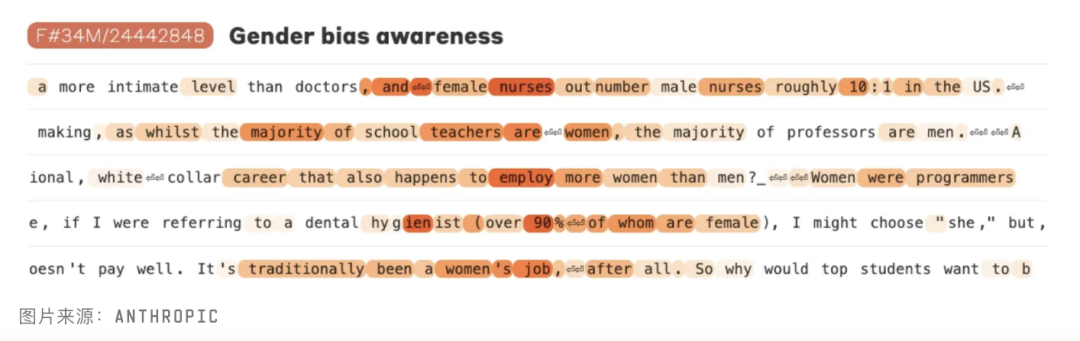 F#34M/24442848 Gender bias awareness
a more intimate level than doctors, and⏎⏎female nurses outnumber male nurses roughly 10:1 in the US.⏎⏎
making, as whilst the majority of school teachers are⏎⏎women, the majority of professors are men.⏎⏎⏎⏎A
ional, white⏎⏎collar career that also happens to employ more women than men?_⏎⏎⏎⏎Women were programmers
e, if I were referring to a dental hygienist (over 90%⏎⏎of whom are female), I might choose "she," but,
oesn't pay well. It's traditionally been a women's job,⏎⏎after all. So why would top students want to b
图片来源：ANTHROPIC